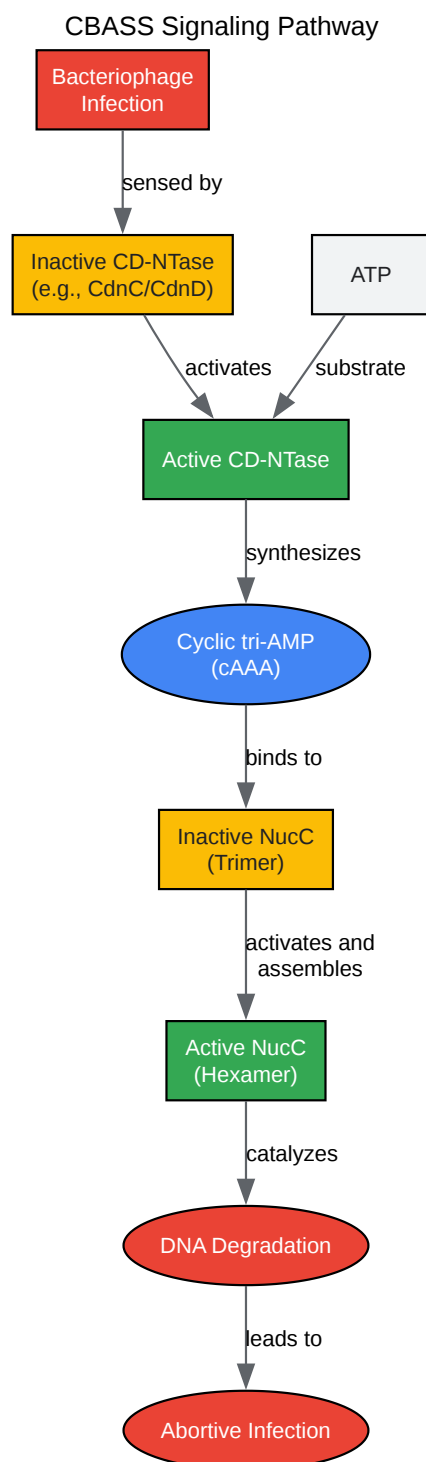 CBASS Signaling Pathway
Bacteriophage
Infection
sensed by
Inactive CD-NTase
(e.g., CdnC/CdnD)
ATP
activates
substrate
Active CD-NTase
synthesizes
Cyclic tri-AMP
(cAAA)
binds to
Inactive NucC
(Trimer)
activates and
assembles
Active NucC
(Hexamer)
catalyzes
DNA Degradation
leads to
Abortive Infection